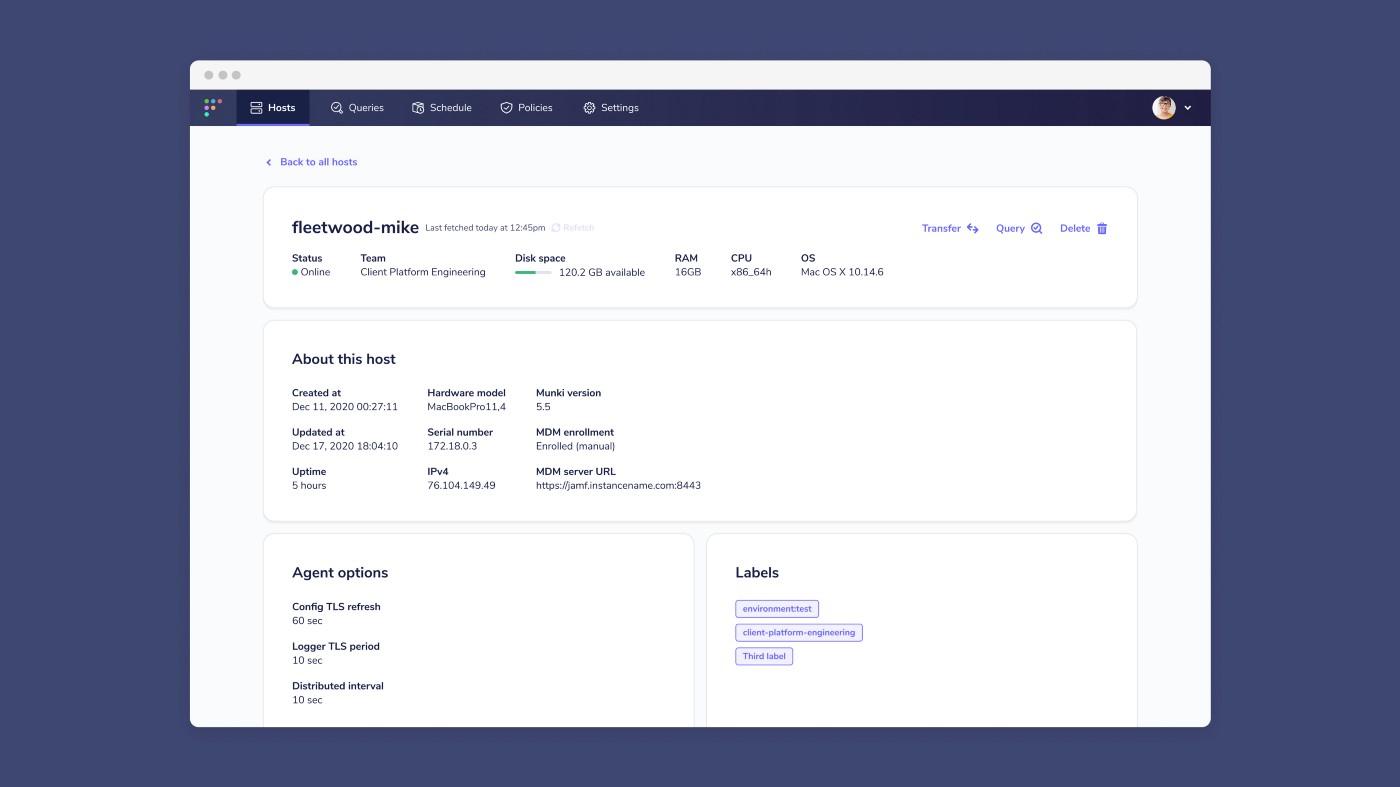 Hosts Queries Schedule Policies Settings
Back to all hosts
fleetwood-mike Last fetched today at 12:45pm Refetch
Transfer Query Delete
Status Team Disk space RAM CPU OS
Online Client Platform Engineering 120.2 GB available 16GB x86_64h Mac OS X 10.14.6
About this host
Created at Hardware model Munki version
Dec 11, 2020 00:27:11 MacBookPro11,4 5.5
Updated at Serial number MDM enrollment
Dec 17, 2020 18:04:10 172.18.0.3 Enrolled (manual)
Uptime IPv4 MDM server URL
5 hours 76.104.149.49 https://jamf.instancename.com:8443
Agent options
Config TLS refresh
60 sec
Logger TLS period
10 sec
Distributed interval
10 sec
Labels
environment:test
client-platform-engineering
Third label